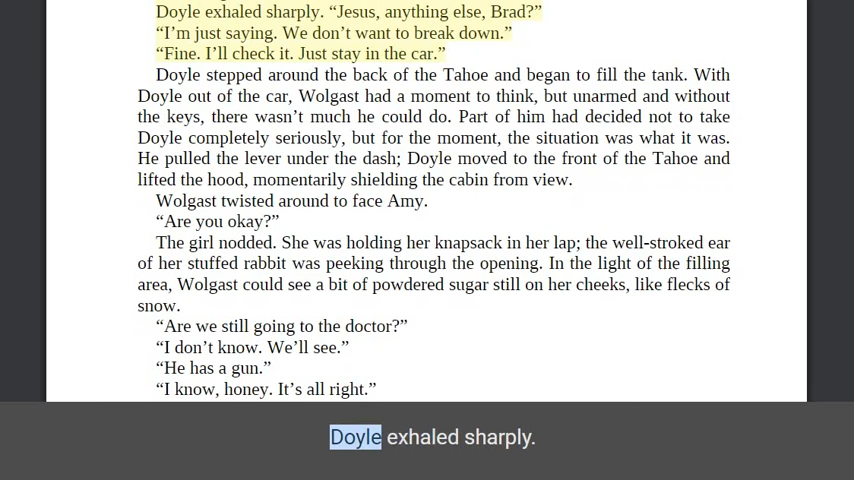 Doyle exhaled sharply. “Jesus, anything else, Brad?”
“I’m just saying. We don’t want to break down.”
“Fine. I’ll check it. Just stay in the car.”
Doyle stepped around the back of the Tahoe and began to fill the tank. With
Doyle out of the car, Wolgast had a moment to think, but unarmed and without
the keys, there wasn’t much he could do. Part of him had decided not to take
Doyle completely seriously, but for the moment, the situation was what it was.
He pulled the lever under the dash; Doyle moved to the front of the Tahoe and
lifted the hood, momentarily shielding the cabin from view.
Wolgast twisted around to face Amy.
“Are you okay?”
The girl nodded. She was holding her knapsack in her lap; the well-stroked ear
of her stuffed rabbit was peeking through the opening. In the light of the filling
area, Wolgast could see a bit of powdered sugar still on her cheeks, like flecks of
snow.
“Are we still going to the doctor?”
“I don’t know. We’ll see.”
“He has a gun.”
“I know, honey. It’s all right.”
Doyle exhaled sharply.